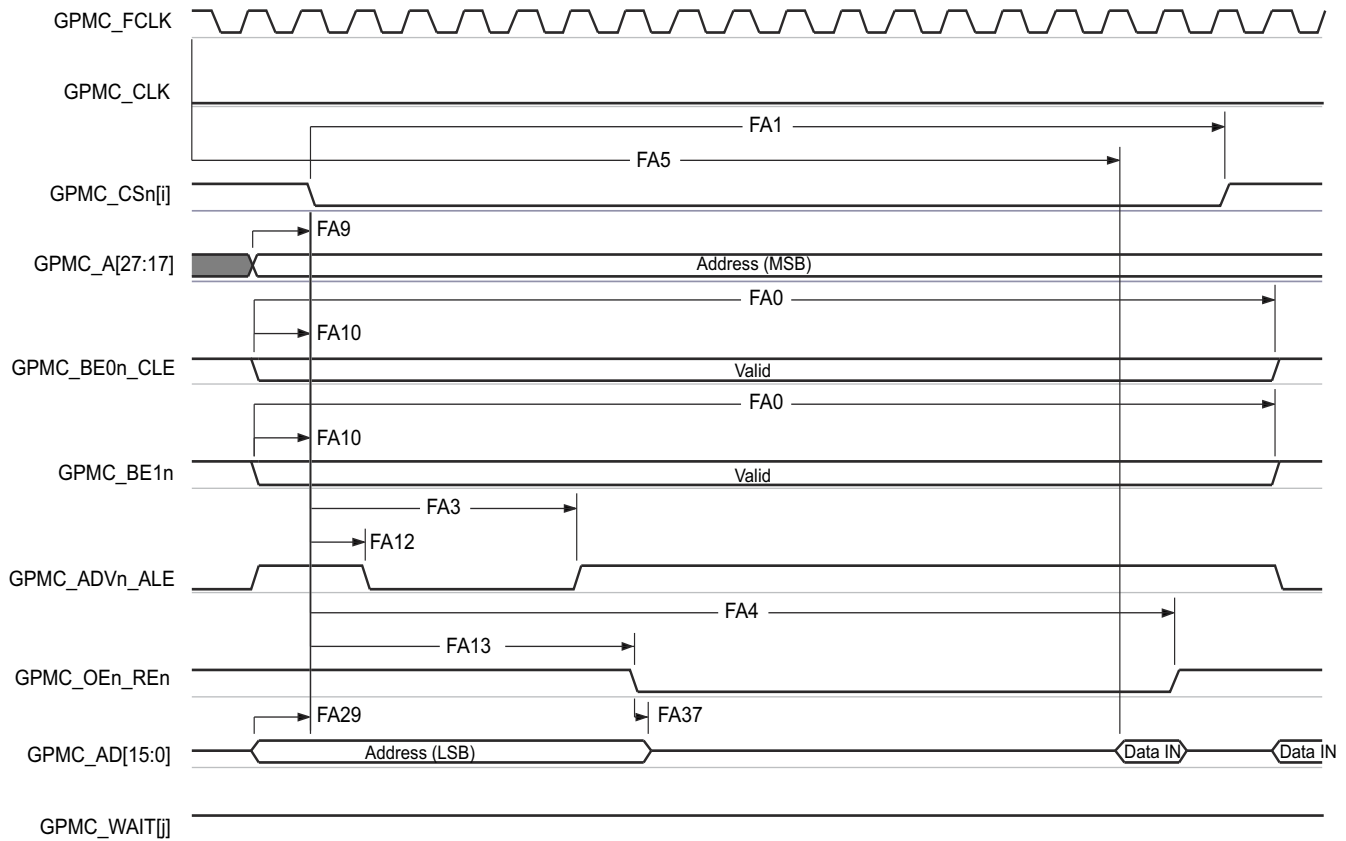 GPMC_FCLK
GPMC_CLK
FA1
FA5
GPMC_CSn[i]
FA9
GPMC_A[27:17]
Address (MSB)
FA0
FA10
GPMC_BE0n_CLE
Valid
FA0
FA10
GPMC_BE1n
Valid
FA3
FA12
GPMC_ADVn_ALE
FA4
FA13
GPMC_OEn_REn
FA29
FA37
GPMC_AD[15:0]
Address (LSB)
Data IN
Data IN
GPMC_WAIT[j]